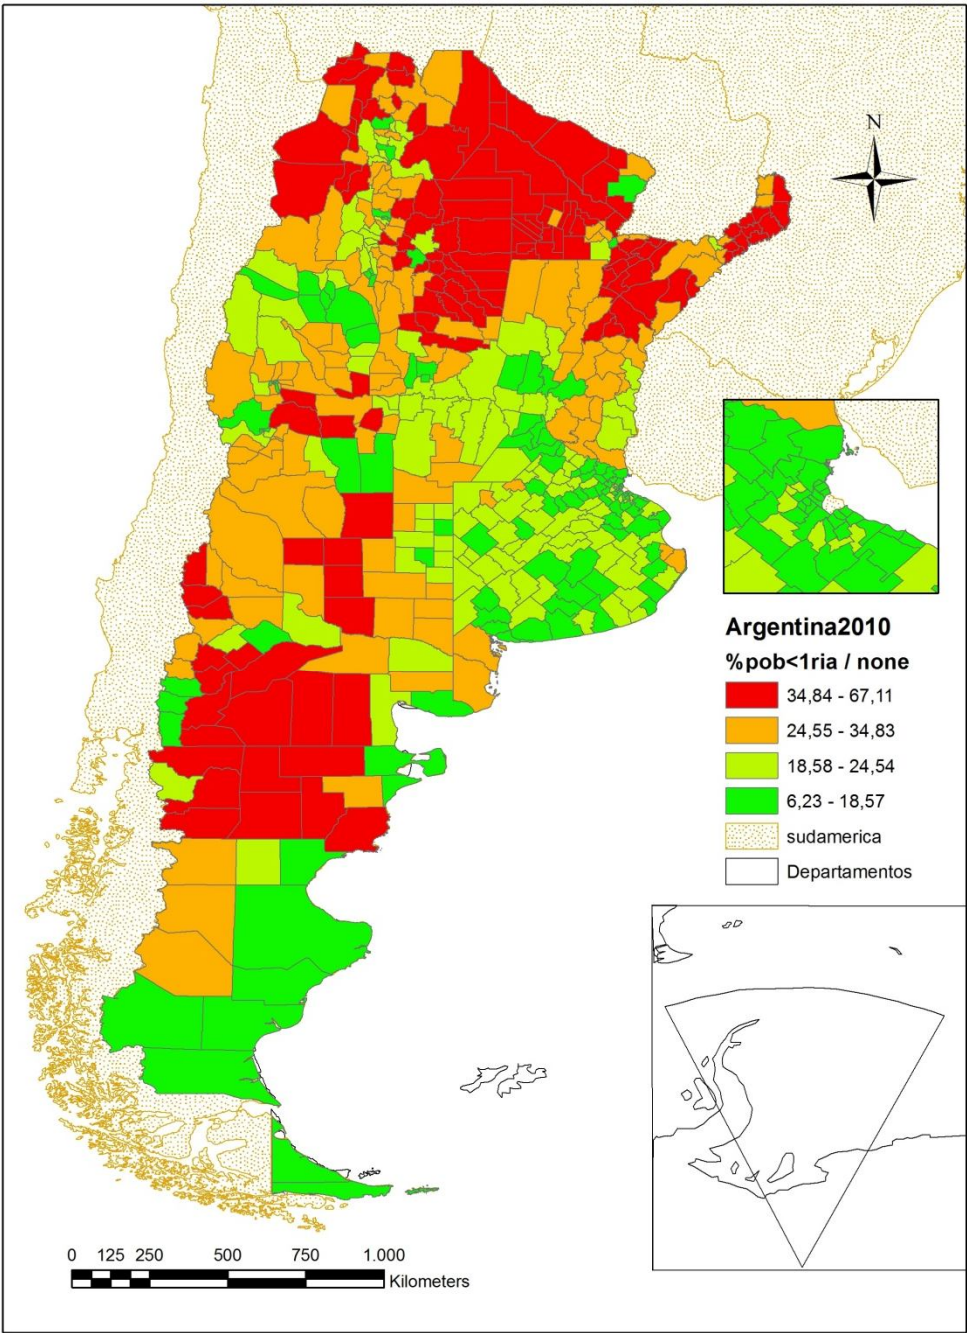 N
Argentina2010
%pob<1ria / none
34,84 - 67,11
24,55 - 34,83
18,58 - 24,54
6,23 - 18,57
sudamerica
Departamentos
0 125 250 500 750 1.000
Kilometers